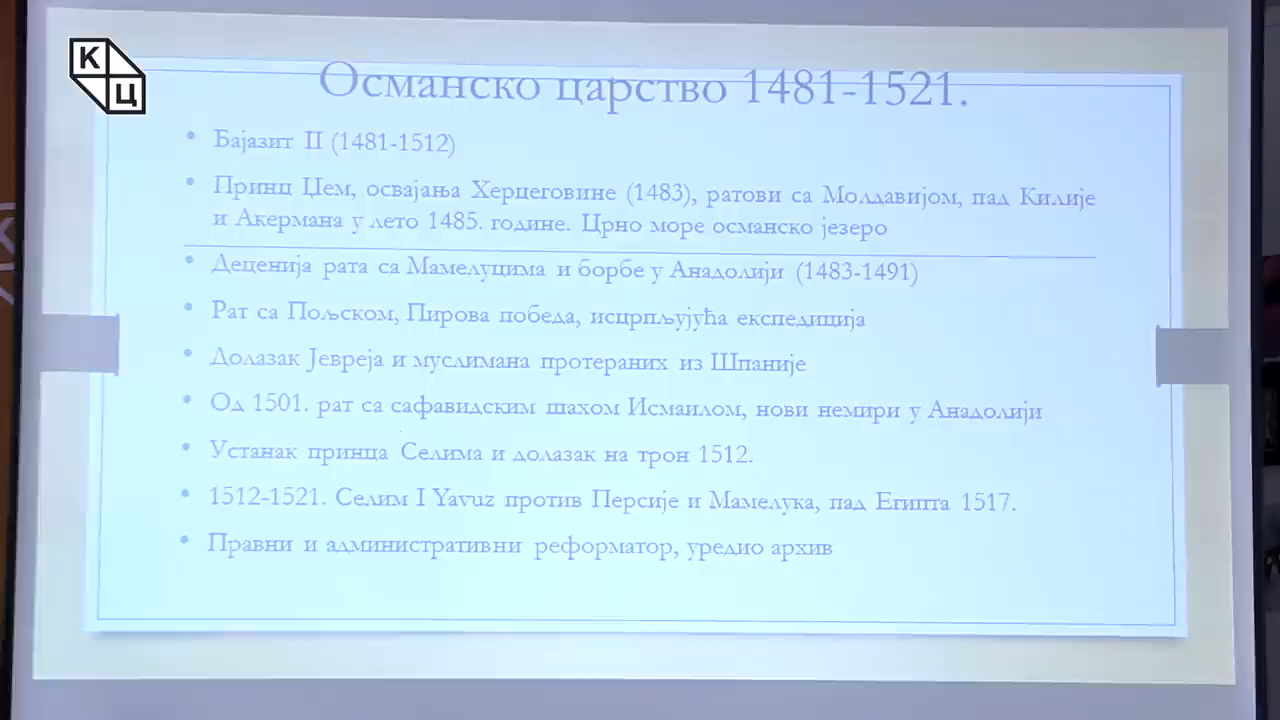 К
Ц
Османско царство 1481-1521.
• Бајазит II (1481-1512)
• Принц Џем, освајања Херцеговине (1483), ратови са Молдавијом, пад Килије
и Акермана у лето 1485. године. Црно море османско језеро
• Деценија рата са Мамелуцима и борбе у Анадолији (1483-1491)
• Рат са Пољском, Пирова победа, исцрпљујућа експедиција
• Долазак Јевреја и муслимана протераних из Шпаније
• Од 1501. рат са сафавидским шахом Исмаилом, нови немири у Анадолији
• Устанак принца Селима и долазак на трон 1512.
• 1512-1521. Селим I Yavuz против Персије и Мамелука, пад Египта 1517.
• Правни и административни реформатор, уредио архив